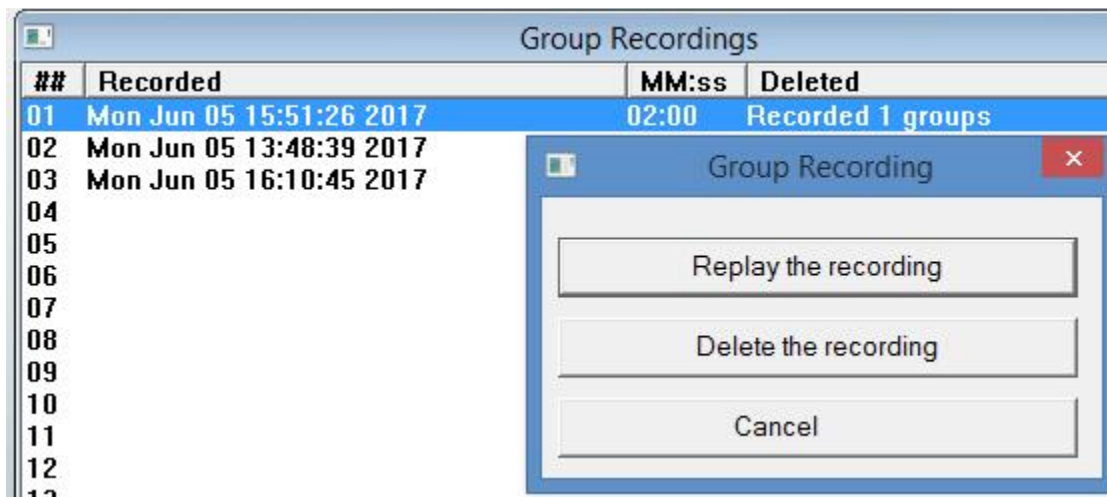 Group Recordings
## Recorded MM:ss Deleted
01 Mon Jun 05 15:51:26 2017 02:00 Recorded 1 groups
02 Mon Jun 05 13:48:39 2017
03 Mon Jun 05 16:10:45 2017
04
05
06
07
08
09
10
11
12
Group Recording
Replay the recording
Delete the recording
Cancel